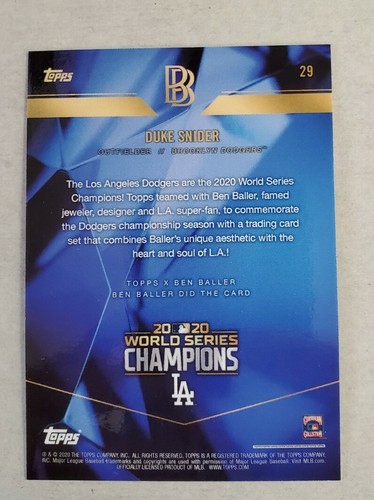 Topps
BB
29
DUKE SNIDER
OUTFIELDER // BROOKLYN DODGERS™
The Los Angeles Dodgers are the 2020 World Series
Champions! Topps teamed with Ben Baller, famed
jeweler, designer and L.A. super-fan, to commemorate
the Dodgers championship season with a trading card
set that combines Baller's unique aesthetic with the
heart and soul of L.A.!
TOPPS X BEN BALLER
BEN BALLER DID THE CARD
2020
WORLD SERIES
CHAMPIONS
LA
Topps
COOPERSTOWN
COLLECTION
® & © 2020 THE TOPPS COMPANY, INC. ALL RIGHTS RESERVED. TOPPS IS A REGISTERED TRADEMARK OF THE TOPPS COMPANY,
INC. Major League Baseball trademarks and copyrights are used with permission of Major League Baseball. Visit MLB.com.
OFFICIALLY LICENSED PRODUCT OF MLB. WWW.TOPPS.COM